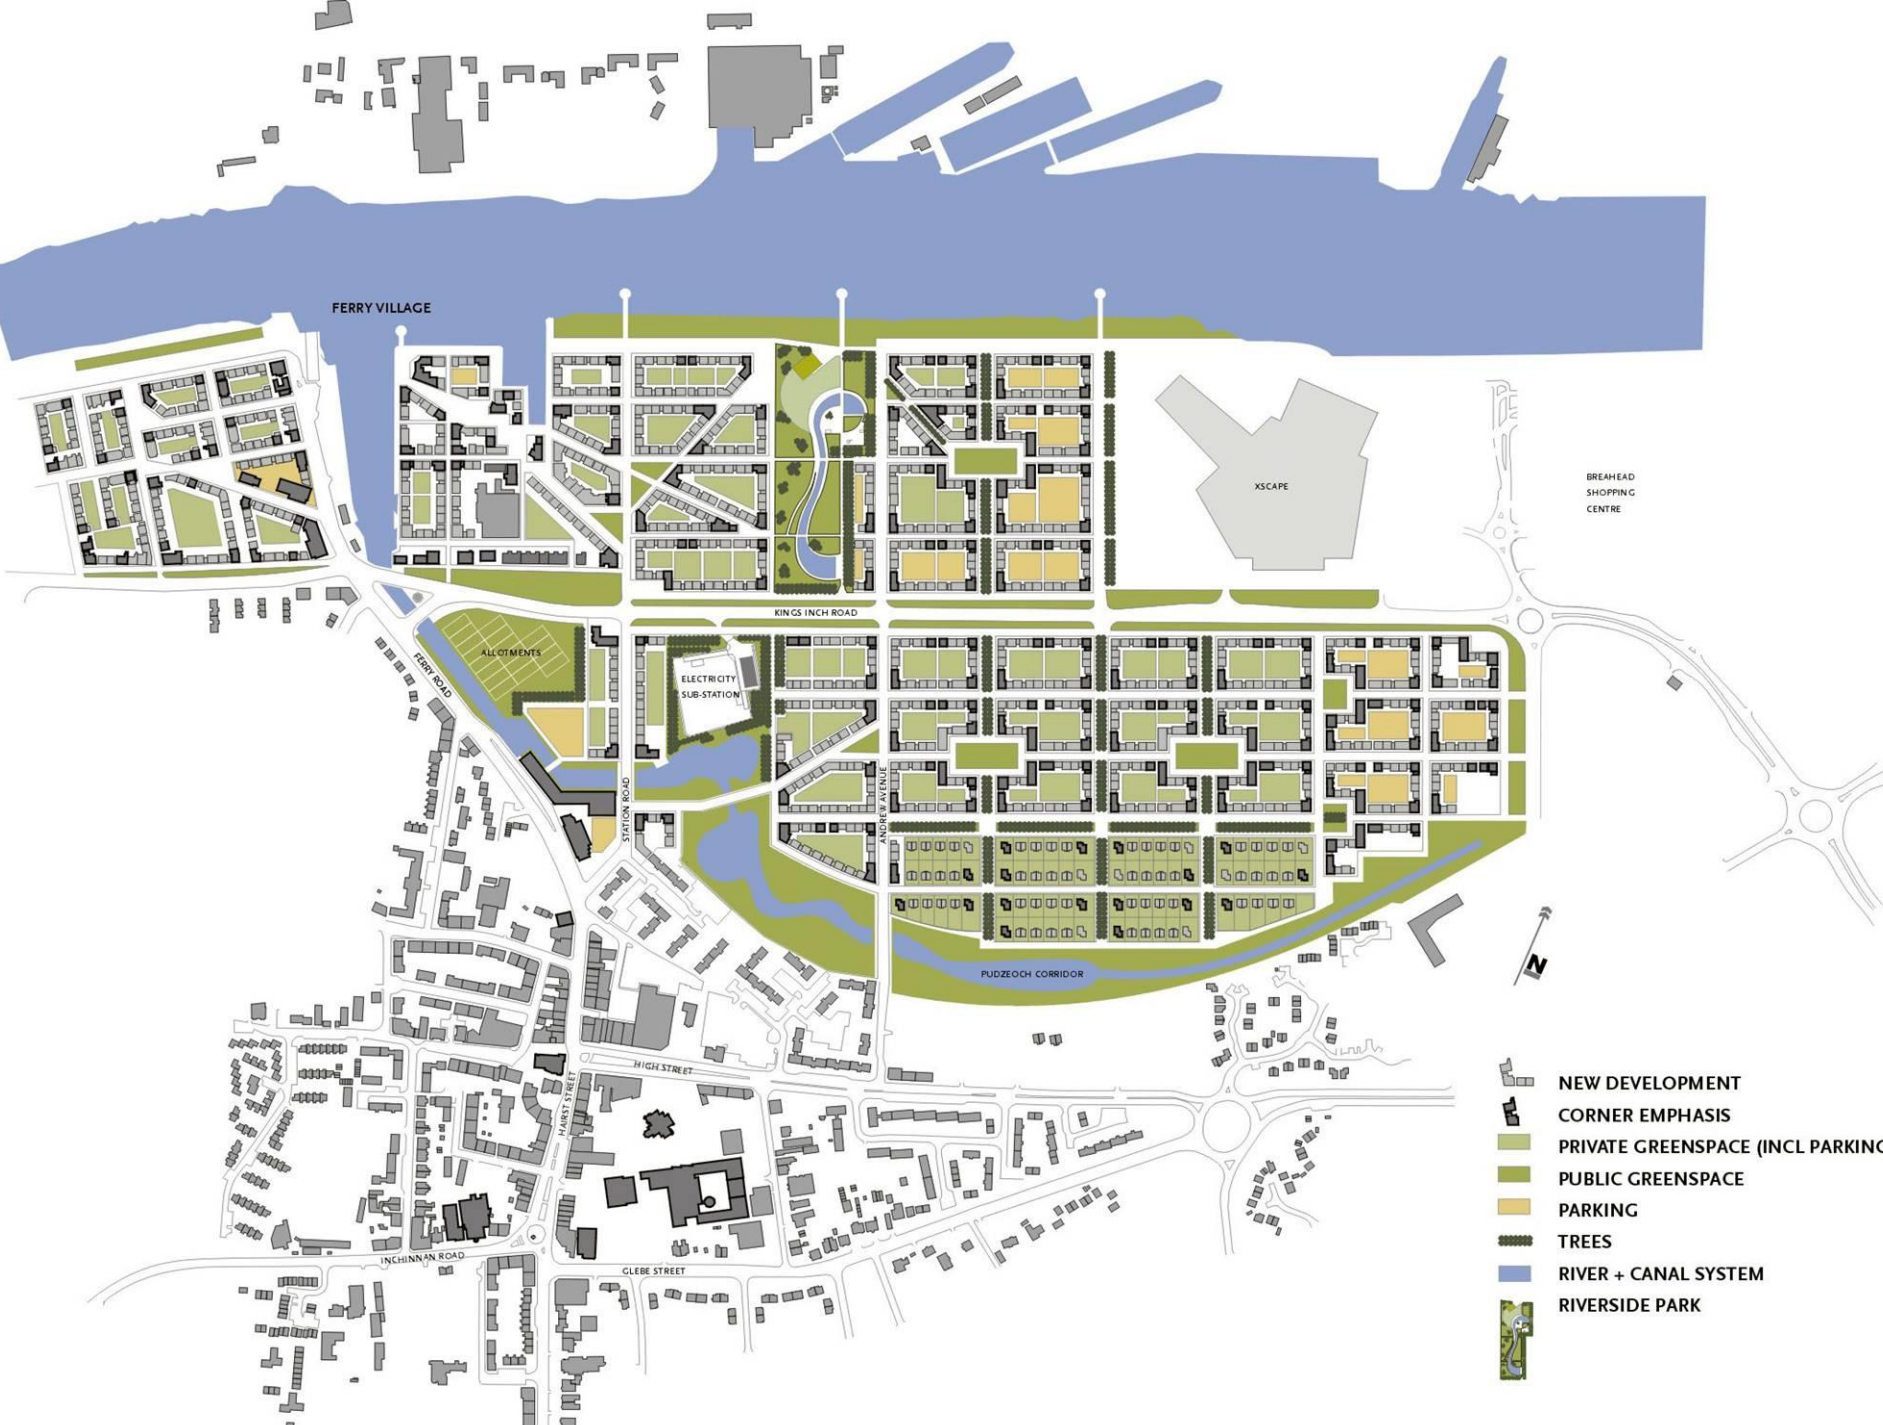 FERRY VILLAGE
XSCAPE
BREAHEAD
SHOPPING
CENTRE
KINGS INCH ROAD
ALLOTMENTS
FERRY ROAD
ELECTRICITY
SUB-STATION
STATION ROAD
ANDREW AVENUE
PUDZEOCH CORRIDOR
N
HIGH STREET
HAIRST STREET
INCHINNAN ROAD
GLEBE STREET
NEW DEVELOPMENT
CORNER EMPHASIS
PRIVATE GREENSPACE (INCL PARKING
PUBLIC GREENSPACE
PARKING
TREES
RIVER + CANAL SYSTEM
RIVERSIDE PARK